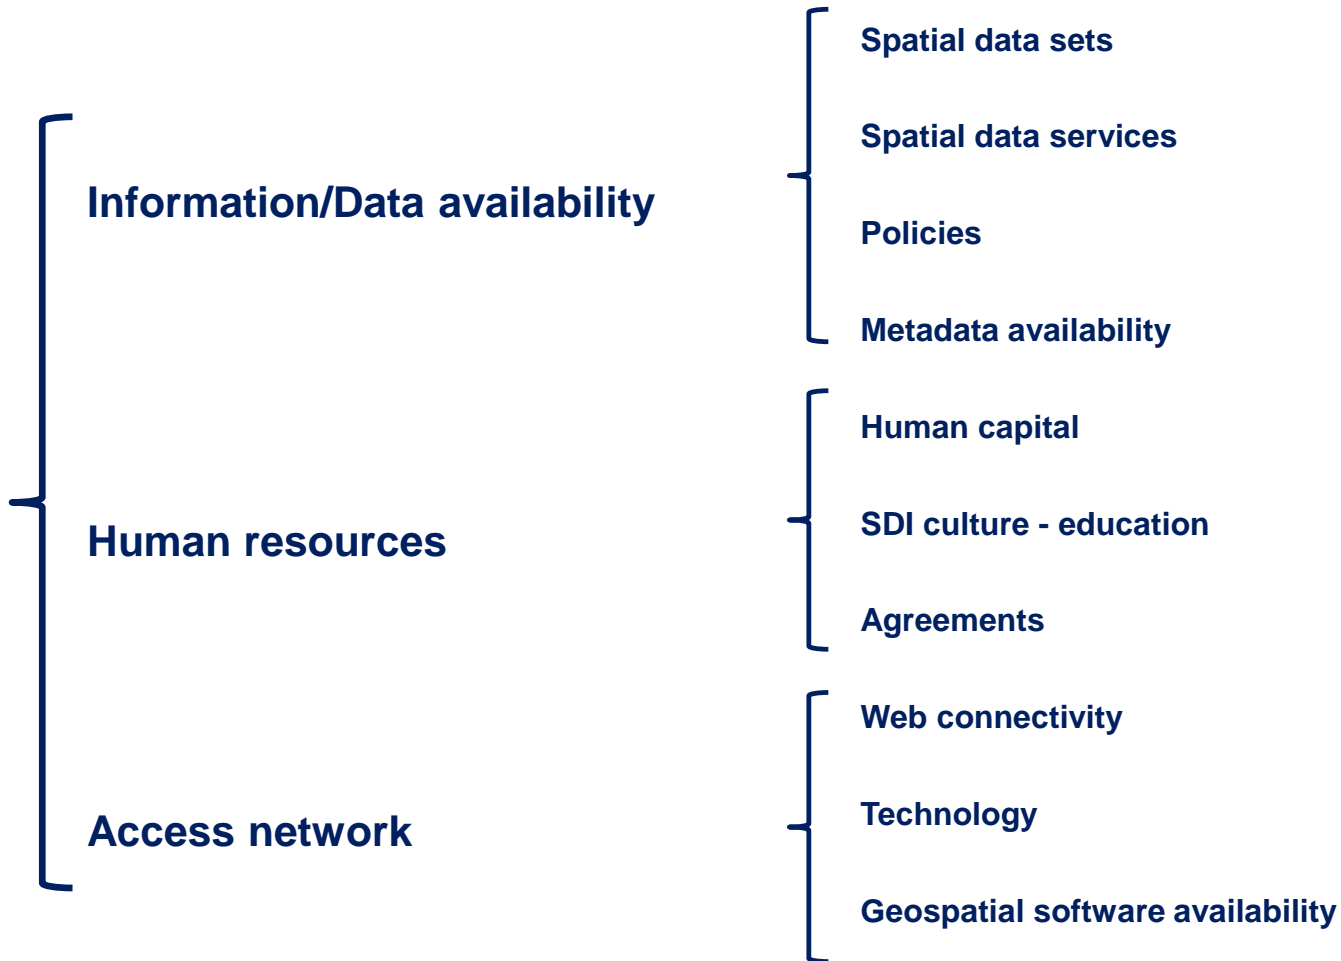 Information/Data availability
Spatial data sets
Spatial data services
Policies
Metadata availability
Human resources
Human capital
SDI culture - education
Agreements
Access network
Web connectivity
Technology
Geospatial software availability